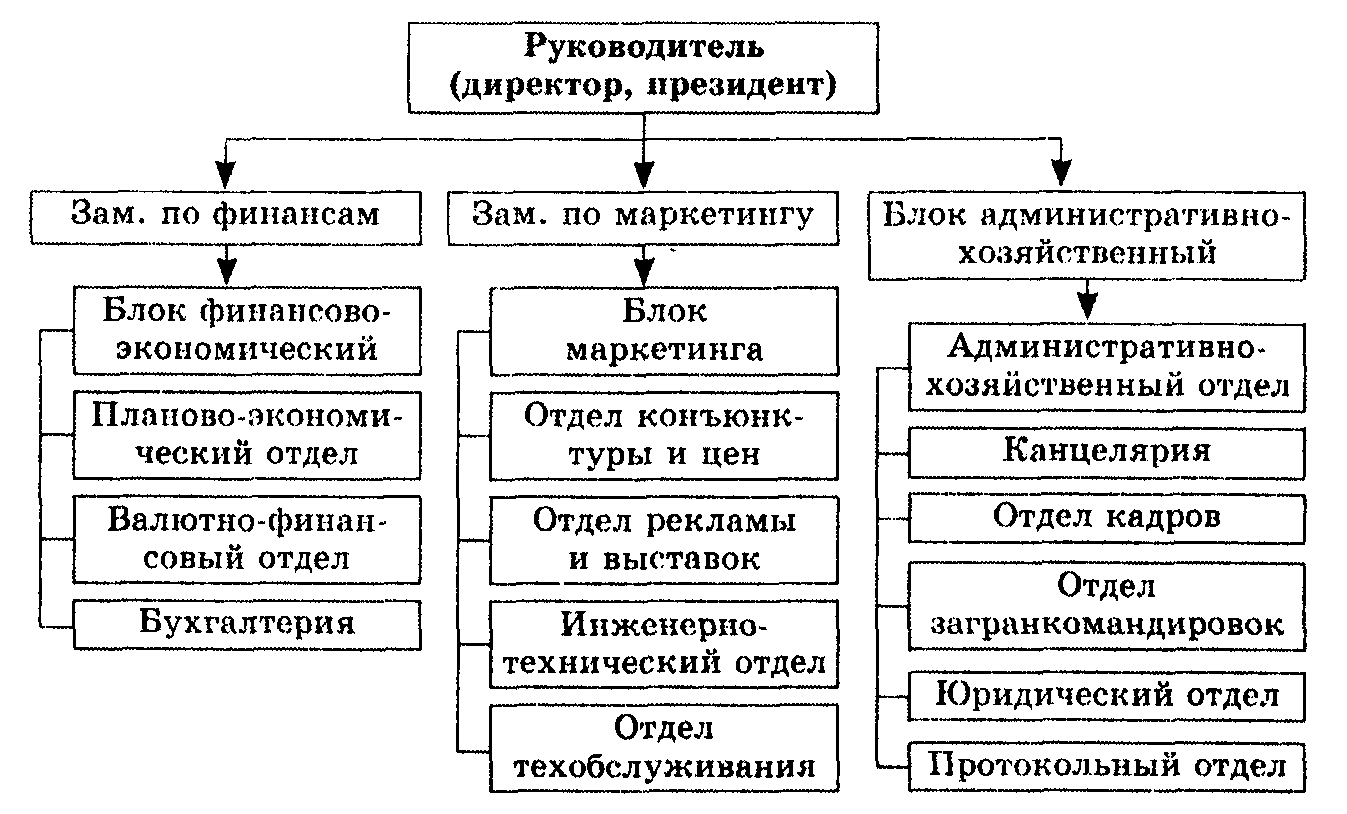 Руководитель
(директор, президент)
Зам. по финансам
Блок финансово-
экономический
Планово-экономи-
ческий отдел
Валютно-финан-
совый отдел
Бухгалтерия
Зам. по маркетингу
Блок
маркетинга
Отдел конъюнк-
туры и цен
Отдел рекламы
и выставок
Инженерно-
технический отдел
Отдел
техобслуживания
Блок административно-
хозяйственный
Административно-
хозяйственный отдел
Канцелярия
Отдел кадров
Отдел
загранкомандировок
Юридический отдел
Протокольный отдел